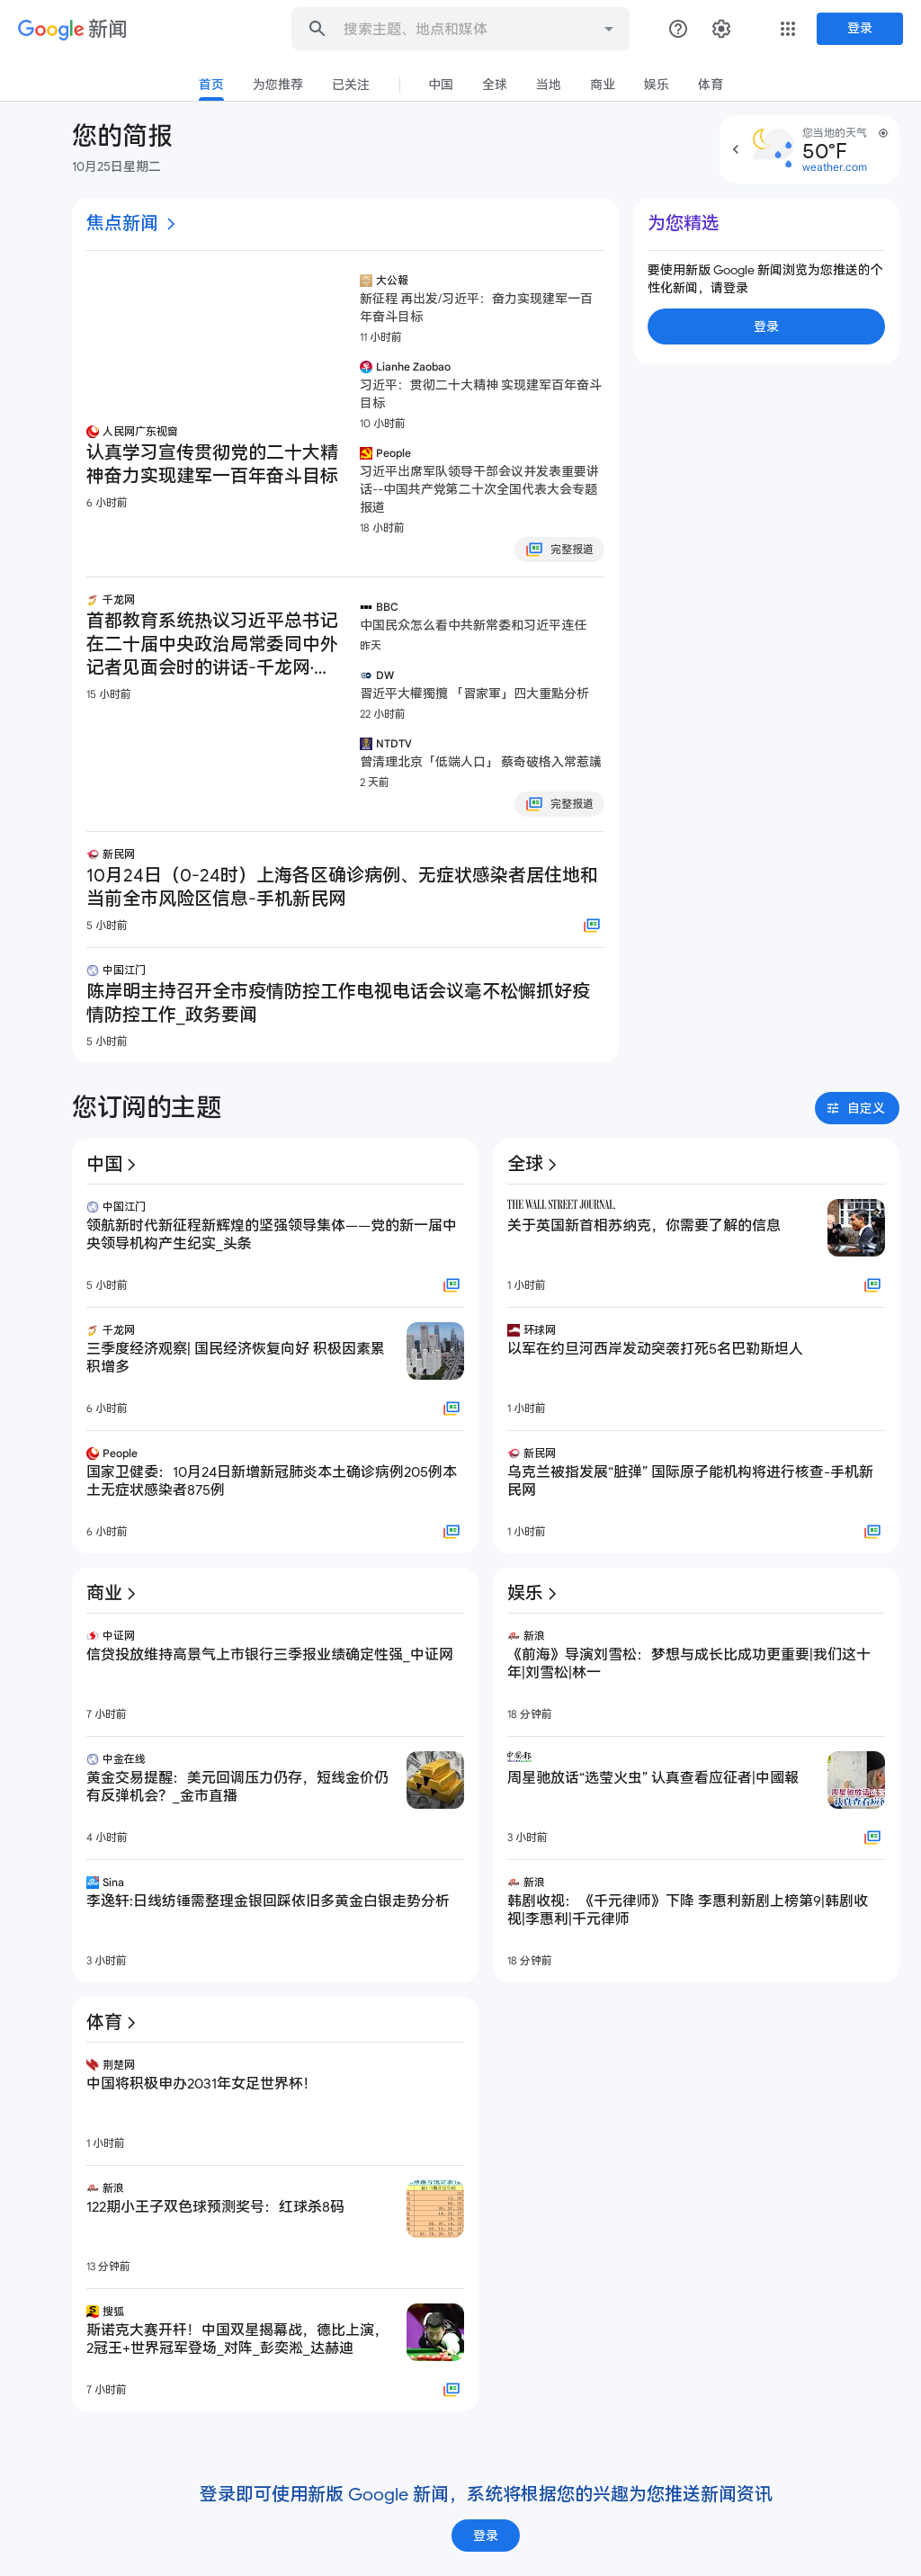 Google 新闻
搜索主题、地点和媒体
登录
首页
为您推荐
已关注
中国
全球
当地
商业
娱乐
体育
您的简报
10月25日星期二
您当地的天气
50°F
weather.com
焦点新闻
人民网广东视窗
认真学习宣传贯彻党的二十大精
神奋力实现建军一百年奋斗目标
6 小时前
大公報
新征程 再出发/习近平：奋力实现建军一百
年奋斗目标
11 小时前
Lianhe Zaobao
习近平：贯彻二十大精神 实现建军百年奋斗
目标
10 小时前
People
习近平出席军队领导干部会议并发表重要讲
话--中国共产党第二十次全国代表大会专题
报道
18 小时前
完整报道
千龙网
首都教育系统热议习近平总书记
在二十届中央政治局常委同中外
记者见面会时的讲话-千龙网·...
15 小时前
BBC
中国民众怎么看中共新常委和习近平连任
昨天
DW
習近平大權獨攬 「習家軍」四大重點分析
22 小时前
NTDTV
曾清理北京「低端人口」 蔡奇破格入常惹議
2 天前
完整报道
新民网
10月24日（0-24时）上海各区确诊病例、无症状感染者居住地和
当前全市风险区信息-手机新民网
5 小时前
中国江门
陈岸明主持召开全市疫情防控工作电视电话会议毫不松懈抓好疫
情防控工作_政务要闻
5 小时前
为您精选
要使用新版 Google 新闻浏览为您推送的个
性化新闻，请登录
登录
您订阅的主题
自定义
中国
中国江门
领航新时代新征程新辉煌的坚强领导集体——党的新一届中
央领导机构产生纪实_头条
5 小时前
千龙网
三季度经济观察| 国民经济恢复向好 积极因素累
积增多
6 小时前
People
国家卫健委：10月24日新增新冠肺炎本土确诊病例205例本
土无症状感染者875例
6 小时前
全球
THE WALL STREET JOURNAL.
关于英国新首相苏纳克，你需要了解的信息
1 小时前
环球网
以军在约旦河西岸发动突袭打死5名巴勒斯坦人
1 小时前
新民网
乌克兰被指发展“脏弹” 国际原子能机构将进行核查-手机新
民网
1 小时前
商业
中证网
信贷投放维持高景气上市银行三季报业绩确定性强_中证网
7 小时前
中金在线
黄金交易提醒：美元回调压力仍存，短线金价仍
有反弹机会？_金市直播
4 小时前
Sina
李逸轩:日线纺锤需整理金银回踩依旧多黄金白银走势分析
3 小时前
娱乐
新浪
《前海》导演刘雪松：梦想与成长比成功更重要|我们这十
年|刘雪松|林一
18 分钟前
中國報
周星驰放话“选莹火虫” 认真查看应征者|中國報
3 小时前
新浪
韩剧收视：《千元律师》下降 李惠利新剧上榜第9|韩剧收
视|李惠利|千元律师
18 分钟前
体育
荆楚网
中国将积极申办2031年女足世界杯！
1 小时前
新浪
122期小王子双色球预测奖号：红球杀8码
13 分钟前
搜狐
斯诺克大赛开杆！中国双星揭幕战，德比上演，
2冠王+世界冠军登场_对阵_彭奕淞_达赫迪
7 小时前
登录即可使用新版 Google 新闻，系统将根据您的兴趣为您推送新闻资讯
登录